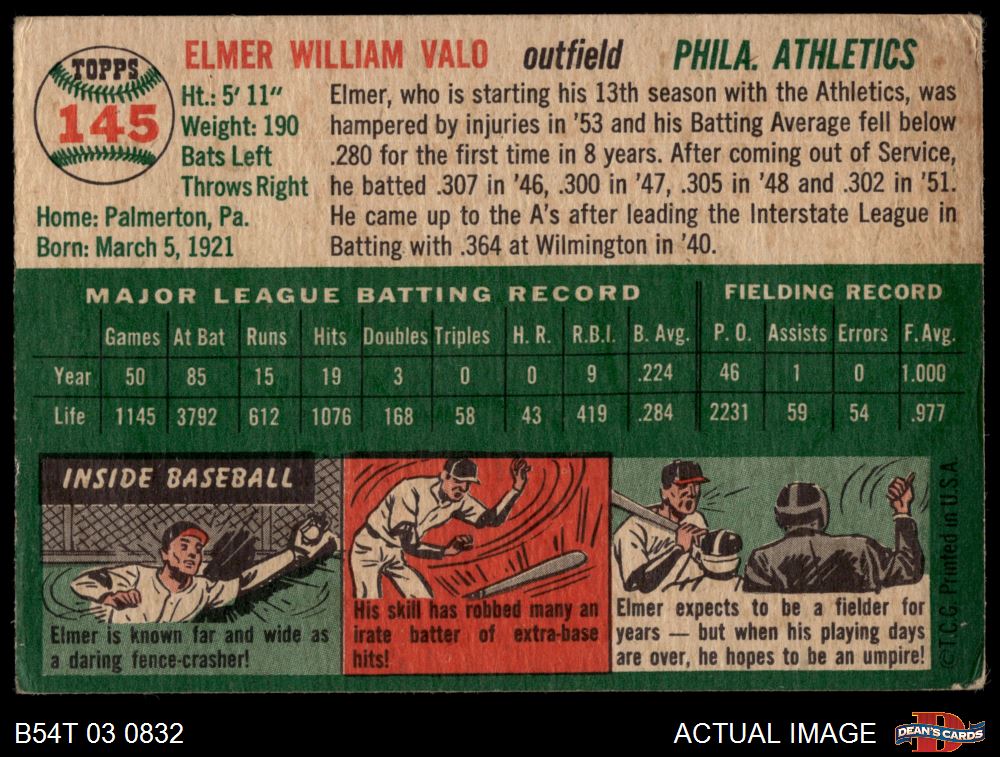 TOPPS
145
ELMER WILLIAM VALO outfield PHILA. ATHLETICS
Ht.: 5' 11"
Weight: 190
Bats Left
Throws Right
Home: Palmerton, Pa.
Born: March 5, 1921
Elmer, who is starting his 13th season with the Athletics, was
hampered by injuries in '53 and his Batting Average fell below
.280 for the first time in 8 years. After coming out of Service,
he batted .307 in '46, .300 in '47, .305 in '48 and .302 in '51.
He came up to the A's after leading the Interstate League in
Batting with .364 at Wilmington in '40.
MAJOR LEAGUE BATTING RECORD FIELDING RECORD
Games At Bat Runs Hits Doubles Triples H. R. R.B.I. B. Avg. P. O. Assists Errors F. Avg.
Year 50 85 15 19 3 0 0 9 .224 46 1 0 1.000
Life 1145 3792 612 1076 168 58 43 419 .284 2231 59 54 .977
INSIDE BASEBALL
Elmer is known far and wide as
a daring fence-crasher!
His skill has robbed many an
irate batter of extra-base
hits!
Elmer expects to be a fielder for
years — but when his playing days
are over, he hopes to be an umpire!
©T.C.G. Printed in U.S.A
B54T 03 0832 ACTUAL IMAGE
D
DEAN'S CARDS